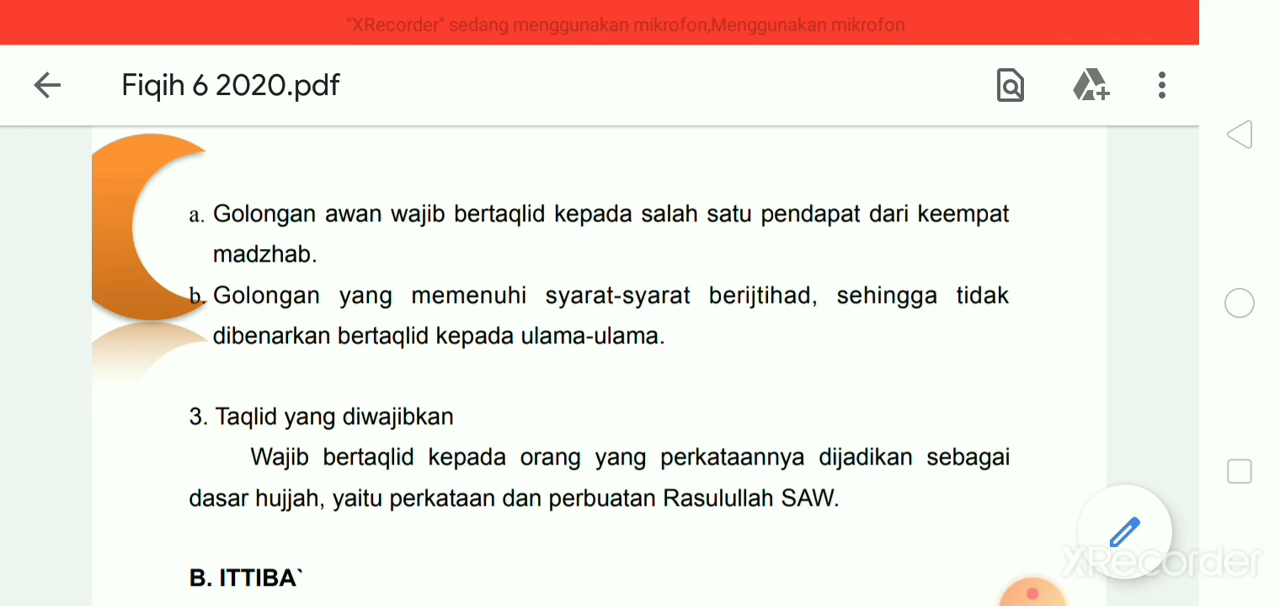 "XRecorder" sedang menggunakan mikrofon,Menggunakan mikrofon
Fiqih 6 2020.pdf
a. Golongan awan wajib bertaqlid kepada salah satu pendapat dari keempat
madzhab.
b. Golongan yang memenuhi syarat-syarat berijtihad, sehingga tidak
dibenarkan bertaqlid kepada ulama-ulama.
3. Taqlid yang diwajibkan
Wajib bertaqlid kepada orang yang perkataannya dijadikan sebagai
dasar hujjah, yaitu perkataan dan perbuatan Rasulullah SAW.
B. ITTIBA`
XRecorder